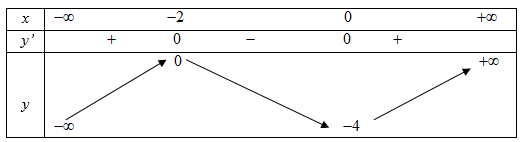 x −∞ −2 0 +∞
y’ + 0 − 0 +
0 +∞
y
−∞ −4